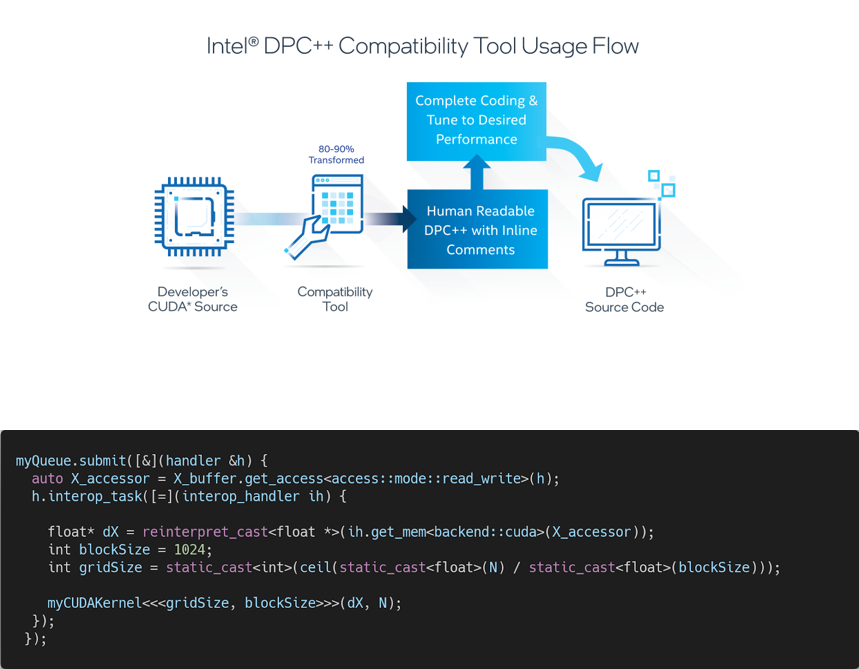 Intel® DPC++ Compatibility Tool Usage Flow
Complete Coding &
Tune to Desired
Performance
80-90%
Transformed
Human Readable
DPC++ with Inline
Comments
Developer's
CUDA* Source
Compatibility
Tool
DPC++
Source Code
myQueue.submit([&](handler &h) {
  auto X_accessor = X_buffer.get_access<access::mode::read_write>(h);
  h.interop_task([=](interop_handler ih) {
    float* dX = reinterpret_cast<float *>(ih.get_mem<backend::cuda>(X_accessor));
    int blockSize = 1024;
    int gridSize = static_cast<int>(ceil(static_cast<float>(N) / static_cast<float>(blockSize)));
    myCUDAKernel<<<gridSize, blockSize>>>(dX, N);
  });
 });